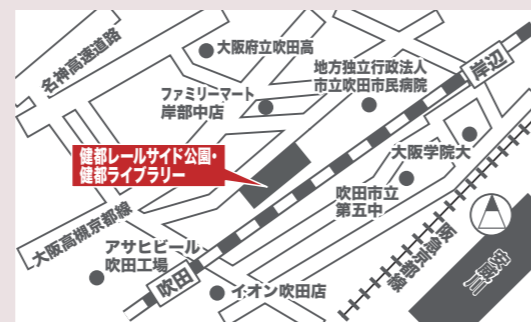 名神高速道路
大阪府立吹田高
地方独立行政法人
市立吹田市民病院
岸辺
ファミリーマート
岸部中店
健都レールサイド公園・
健都ライブラリー
大阪学院大
吹田市立
第五中
大阪高槻京都線
アサヒビール
吹田工場
吹田
イオン吹田店
阪急京都線
安威川